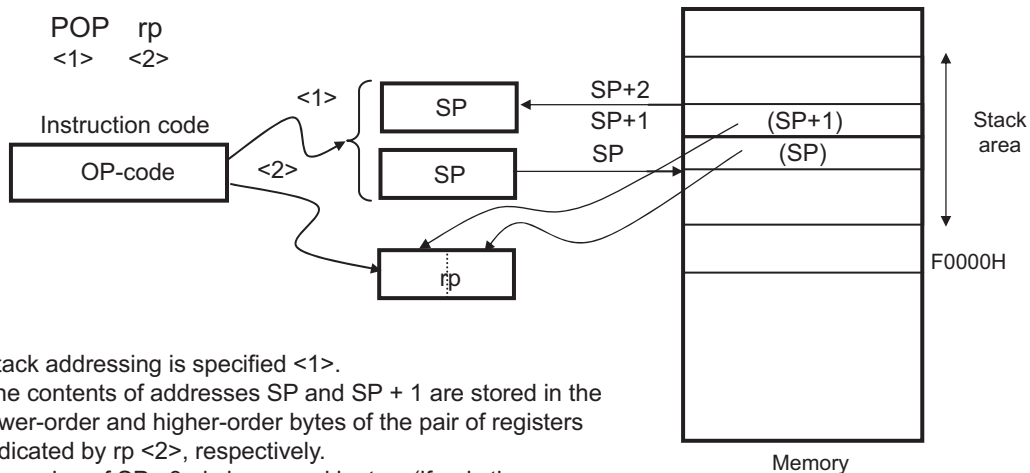 POP rp
<1> <2>
Instruction code
OP-code
<1>
<2>
SP
SP
rp
SP+2
SP+1
SP
(SP+1)
(SP)
Stack
area
F0000H
Memory
tack addressing is specified <1>.
he contents of addresses SP and SP + 1 are stored in the
wer-order and higher-order bytes of the pair of registers
dicated by rp <2>, respectively.